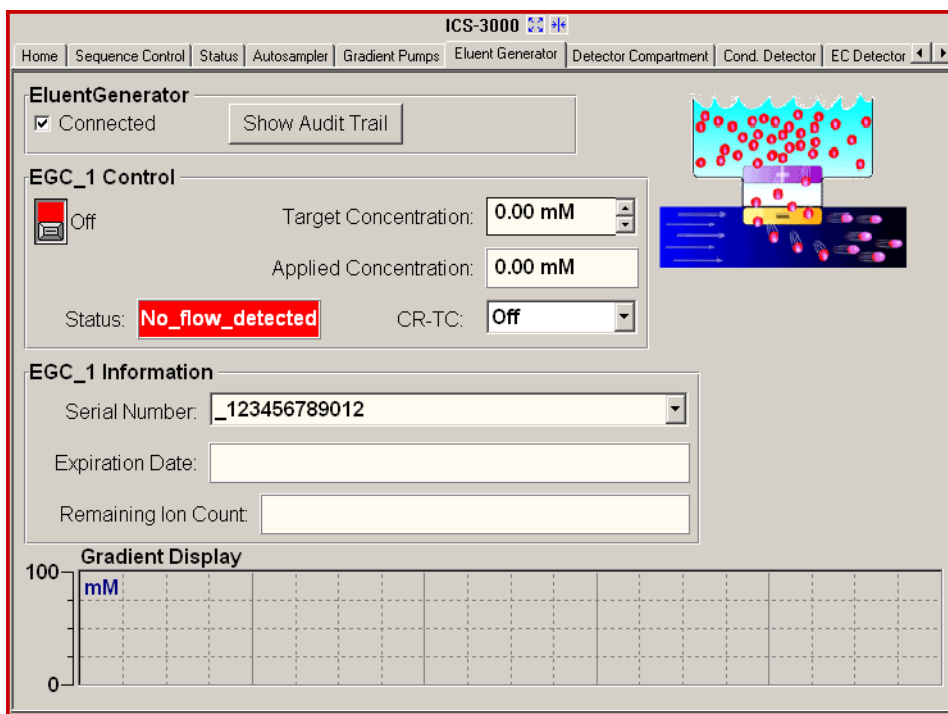 ICS-3000
Home Sequence Control Status Autosampler Gradient Pumps Eluent Generator Detector Compartment Cond. Detector EC Detector
EluentGenerator
Connected Show Audit Trail
EGC_1 Control
Off Target Concentration: 0.00 mM
Applied Concentration: 0.00 mM
Status: No_flow_detected CR-TC: Off
EGC_1 Information
Serial Number: _123456789012
Expiration Date:
Remaining Ion Count:
Gradient Display
100
mM
0